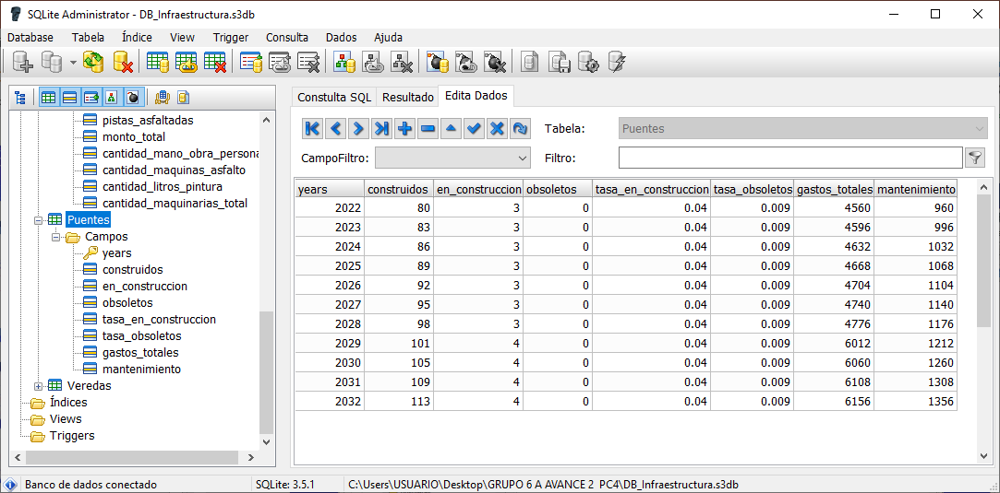 SQLite Administrator - DB_Infraestructura.s3db
Database Tabela Índice View Trigger Consulta Dados Ajuda
pistas_asfaltadas
monto_total
cantidad_mano_obra_persona
cantidad_maquinas_asfalto
cantidad_litros_pintura
cantidad_maquinarias_total
Puentes
Campos
years
construidos
en_construccion
obsoletos
tasa_en_construccion
tasa_obsoletos
gastos_totales
mantenimiento
Veredas
Índices
Views
Triggers
Constulta SQL Resultado Edita Dados
Tabela: Puentes
CampoFiltro: Filtro:
years construidos en_construccion obsoletos tasa_en_construccion tasa_obsoletos gastos_totales mantenimiento
2022 80 3 0 0.04 0.009 4560 960
2023 83 3 0 0.04 0.009 4596 996
2024 86 3 0 0.04 0.009 4632 1032
2025 89 3 0 0.04 0.009 4668 1068
2026 92 3 0 0.04 0.009 4704 1104
2027 95 3 0 0.04 0.009 4740 1140
2028 98 3 0 0.04 0.009 4776 1176
2029 101 4 0 0.04 0.009 6012 1212
2030 105 4 0 0.04 0.009 6060 1260
2031 109 4 0 0.04 0.009 6108 1308
2032 113 4 0 0.04 0.009 6156 1356
Banco de dados conectado SQLite: 3.5.1 C:\Users\USUARIO\Desktop\GRUPO 6 A AVANCE 2 PC4\DB_Infraestructura.s3db